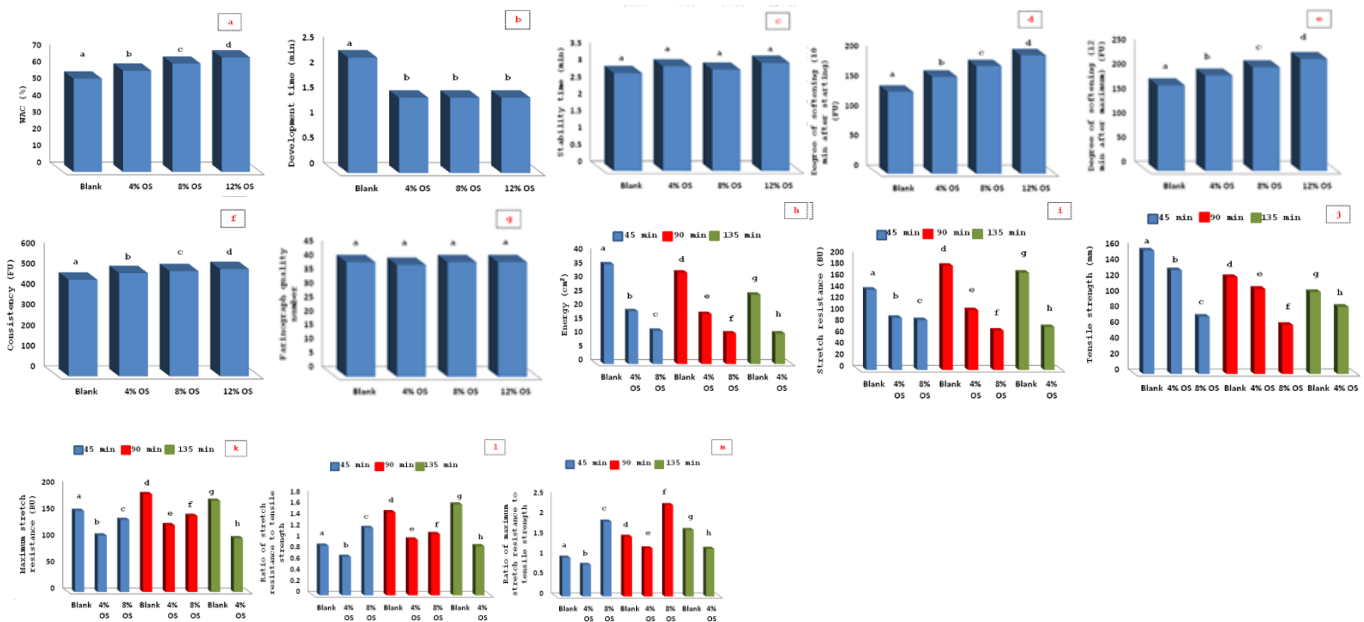 a
WAC (%)
70
60
50
40
30
20
10
0
a b c d
Blank 4% OS 8% OS 12% OS
b
Development time (min)
2.5
2
1.5
1
0.5
0
a b b b
Blank 4% OS 8% OS 12% OS
c
Stability time (min)
3.5
3
2.5
2
1.5
1
0.5
0
a a a a
Blank 4% OS 8% OS 12% OS
d
Degree of softening (10
min after starting)
(FU)
200
150
100
50
0
a b c d
Blank 4% OS 8% OS 12% OS
e
Degree of softening (12
min after maximum) (FU)
250
200
150
100
50
0
a b c d
Blank 4% OS 8% OS 12% OS
f
Consistency (FU)
600
500
400
300
200
100
0
a b c d
Blank 4% OS 8% OS 12% OS
g
Farinograph quality
number
45
40
35
30
25
20
15
10
5
0
a a a a
Blank 4% OS 8% OS 12% OS
h
45 min 90 min 135 min
Energy (cm²)
40
35
30
25
20
15
10
5
0
a b c d e f g h
Blank 4% 8% Blank 4% 8% Blank 4%
OS OS OS OS OS
i
45 min 90 min 135 min
Stretch resistance (BU)
200
180
160
140
120
100
80
60
40
20
0
a b c d e f g h
Blank 4% 8% Blank 4% 8% Blank 4%
OS OS OS OS OS
j
45 min 90 min 135 min
Tensile strength (mm)
160
140
120
100
80
60
40
20
0
a b c d e f g h
Blank 4% OS 8% OS Blank 4% OS 8% OS Blank 4% OS
k
45 min 90 min 135 min
Maximum stretch
resistance (BU)
200
150
100
50
0
a b c d e f g h
Blank 4% 8% Blank 4% 8% Blank 4%
OS OS OS OS OS
l
45 min 90 min 135 min
Ratio of stretch
resistance to tensile
strength
1.8
1.6
1.4
1.2
1
0.8
0.6
0.4
0.2
0
a b c d e f g h
Blank 4% 8% Blank 4% 8% Blank 4%
OS OS OS OS OS
m
45 min 90 min 135 min
Ratio of maximum
stretch resistance to
tensile strength
2.5
2
1.5
1
0.5
0
a b c d e f g h
Blank 4% 8% Blank 4% 8% Blank 4%
OS OS OS OS OS